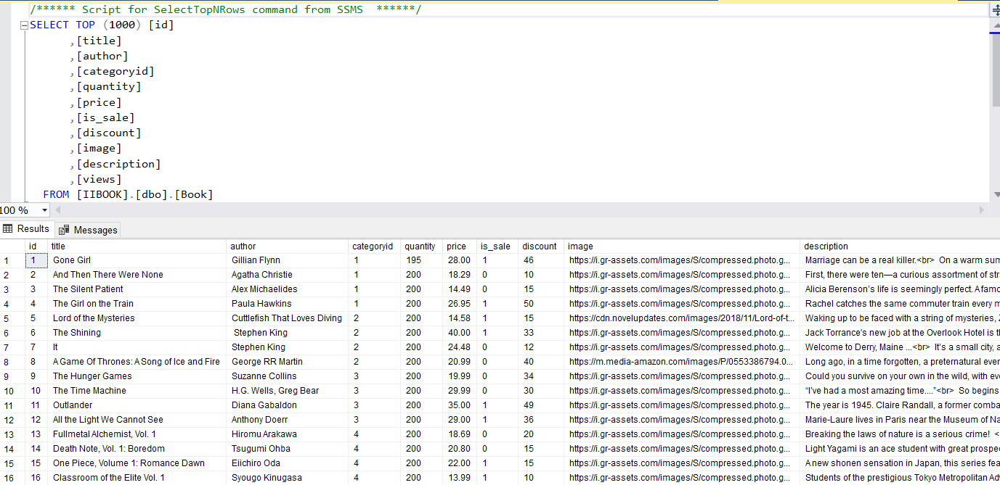 /****** Script for SelectTopNRows command from SSMS  ******/
SELECT TOP (1000) [id]
      ,[title]
      ,[author]
      ,[categoryid]
      ,[quantity]
      ,[price]
      ,[is_sale]
      ,[discount]
      ,[image]
      ,[description]
      ,[views]
  FROM [IIBOOK].[dbo].[Book]
100 %
Results Messages
id title author categoryid quantity price is_sale discount image description
1 1 Gone Girl Gillian Flynn 1 195 28.00 1 46 https://i.gr-assets.com/images/S/compressed.photo.g... Marriage can be a real killer.<br>  On a warm sum
2 2 And Then There Were None Agatha Christie 1 200 18.29 0 10 https://i.gr-assets.com/images/S/compressed.photo.g... First, there were ten—a curious assortment of str
3 3 The Silent Patient Alex Michaelides 1 200 14.49 0 15 https://i.gr-assets.com/images/S/compressed.photo.g... Alicia Berenson's life is seemingly perfect. A famo
4 4 The Girl on the Train Paula Hawkins 1 200 26.95 1 50 https://i.gr-assets.com/images/S/compressed.photo.g... Rachel catches the same commuter train every m
5 5 Lord of the Mysteries Cuttlefish That Loves Diving 2 200 14.58 1 15 https://cdn.novelupdates.com/images/2018/11/Lord-of-t... Waking up to be faced with a string of mysteries, Z
6 6 The Shining Stephen King 2 200 40.00 1 33 https://i.gr-assets.com/images/S/compressed.photo.g... Jack Torrance's new job at the Overlook Hotel is th
7 7 It Stephen King 2 200 24.48 0 12 https://i.gr-assets.com/images/S/compressed.photo.g... Welcome to Derry, Maine ...<br>  It's a small city, a
8 8 A Game Of Thrones: A Song of Ice and Fire George RR Martin 2 200 20.99 0 40 https://m.media-amazon.com/images/P/0553386794.0... Long ago, in a time forgotten, a preternatural even
9 9 The Hunger Games Suzanne Collins 3 200 19.99 0 34 https://i.gr-assets.com/images/S/compressed.photo.g... Could you survive on your own in the wild, with eve
10 10 The Time Machine H.G. Wells, Greg Bear 3 200 29.99 0 30 https://i.gr-assets.com/images/S/compressed.photo.g... “I've had a most amazing time....”<br>  So begins
11 11 Outlander Diana Gabaldon 3 200 35.00 1 49 https://i.gr-assets.com/images/S/compressed.photo.g... The year is 1945. Claire Randall, a former comba
12 12 All the Light We Cannot See Anthony Doerr 3 200 29.00 1 36 https://i.gr-assets.com/images/S/compressed.photo.g... Marie-Laure lives in Paris near the Museum of Na
13 13 Fullmetal Alchemist, Vol. 1 Hiromu Arakawa 4 200 18.69 0 20 https://i.gr-assets.com/images/S/compressed.photo.g... Breaking the laws of nature is a serious crime!  <
14 14 Death Note, Vol. 1: Boredom Tsugumi Ohba 4 200 20.80 0 15 https://i.gr-assets.com/images/S/compressed.photo.g... Light Yagami is an ace student with great prospec
15 15 One Piece, Volume 1: Romance Dawn Eiichiro Oda 4 200 22.00 1 15 https://i.gr-assets.com/images/S/compressed.photo.g... A new shonen sensation in Japan, this series fea
16 16 Classroom of the Elite Vol. 1 Syougo Kinugasa 4 200 13.99 1 10 https://i.gr-assets.com/images/S/compressed.photo.g... Students of the prestigious Tokyo Metropolitan Adv